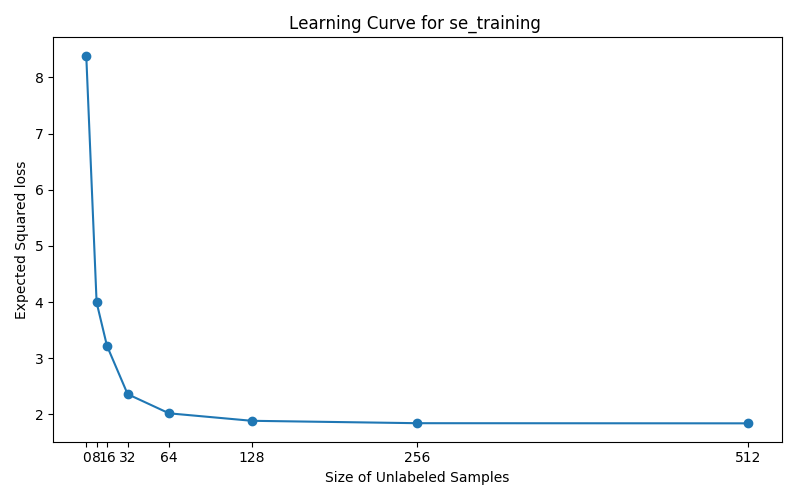 Learning Curve for se_training
Expected Squared loss
8
7
6
5
4
3
2
0 8 16 32 64 128 256 512
Size of Unlabeled Samples